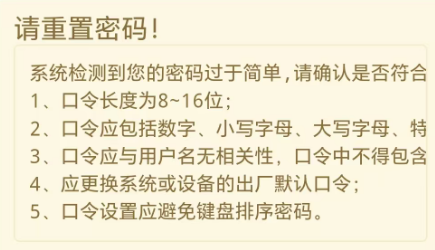 请重置密码!
系统检测到您的密码过于简单,请确认是否符合
1、口令长度为8~16位;
2、口令应包括数字、小写字母、大写字母、特
3、口令应与用户名无相关性，口令中不得包含
4、应更换系统或设备的出厂默认口令;
5、口令设置应避免键盘排序密码。